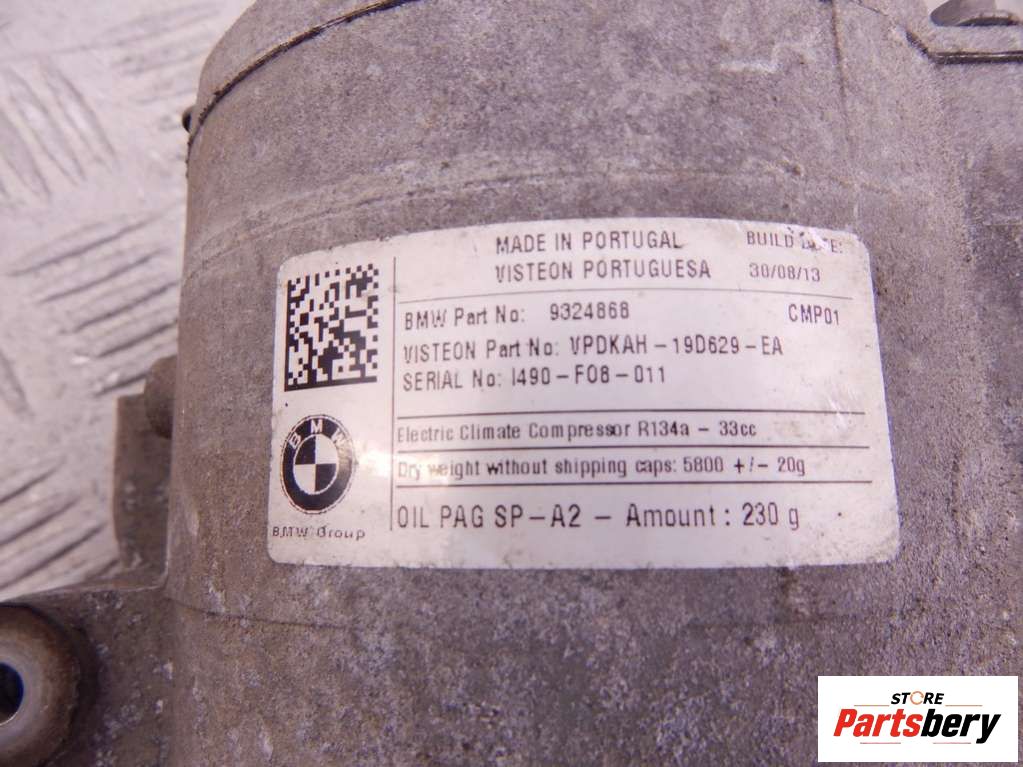 MADE IN PORTUGAL
VISTEON PORTUGUESA
BUILD DATE:
30/08/13
BMW Part No: 9324868
CMP01
VISTEON Part No: VPDKAH-19D629-EA
SERIAL No: I490-F08-011
Electric Climate Compressor R134a - 33cc
Dry weight without shipping caps: 5800 +/- 20g
OIL PAG SP-A2 - Amount: 230 g
BMW
BMW Group
STORE
Partsbery